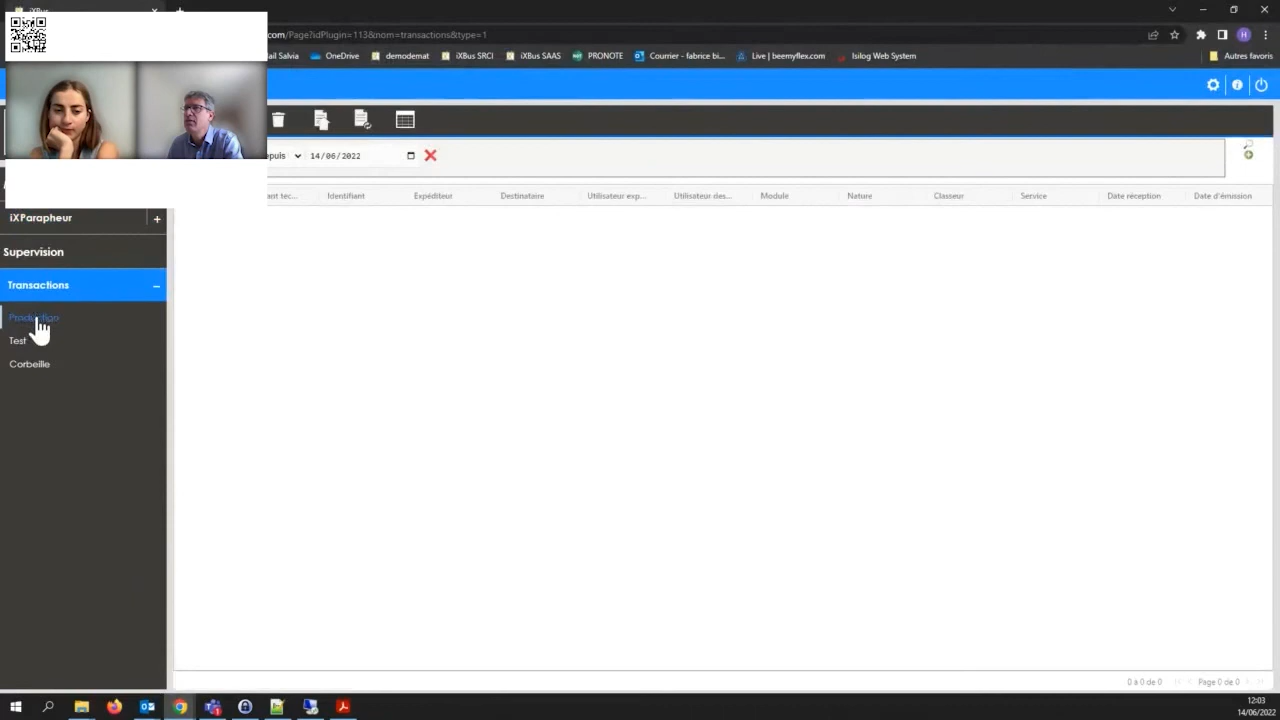 iXBus
com/Page?idPlugin=113&nom=transactions&type=1
ail Salvia OneDrive demodemat iXBus SRCI iXBus SAAS PRONOTE Courrier - fabrice bi... Live | beemyflex.com Isilog Web System Autres favoris
epuis 14/06/2022
ant tec... Identifiant Expéditeur Destinataire Utilisateur exp... Utilisateur des... Module Nature Classeur Service Date réception Date d'émission
iXParapheur +
Supervision
Transactions −
Production
Test
Corbeille
0 à 0 de 0 Page 0 de 0
12:03
14/06/2022